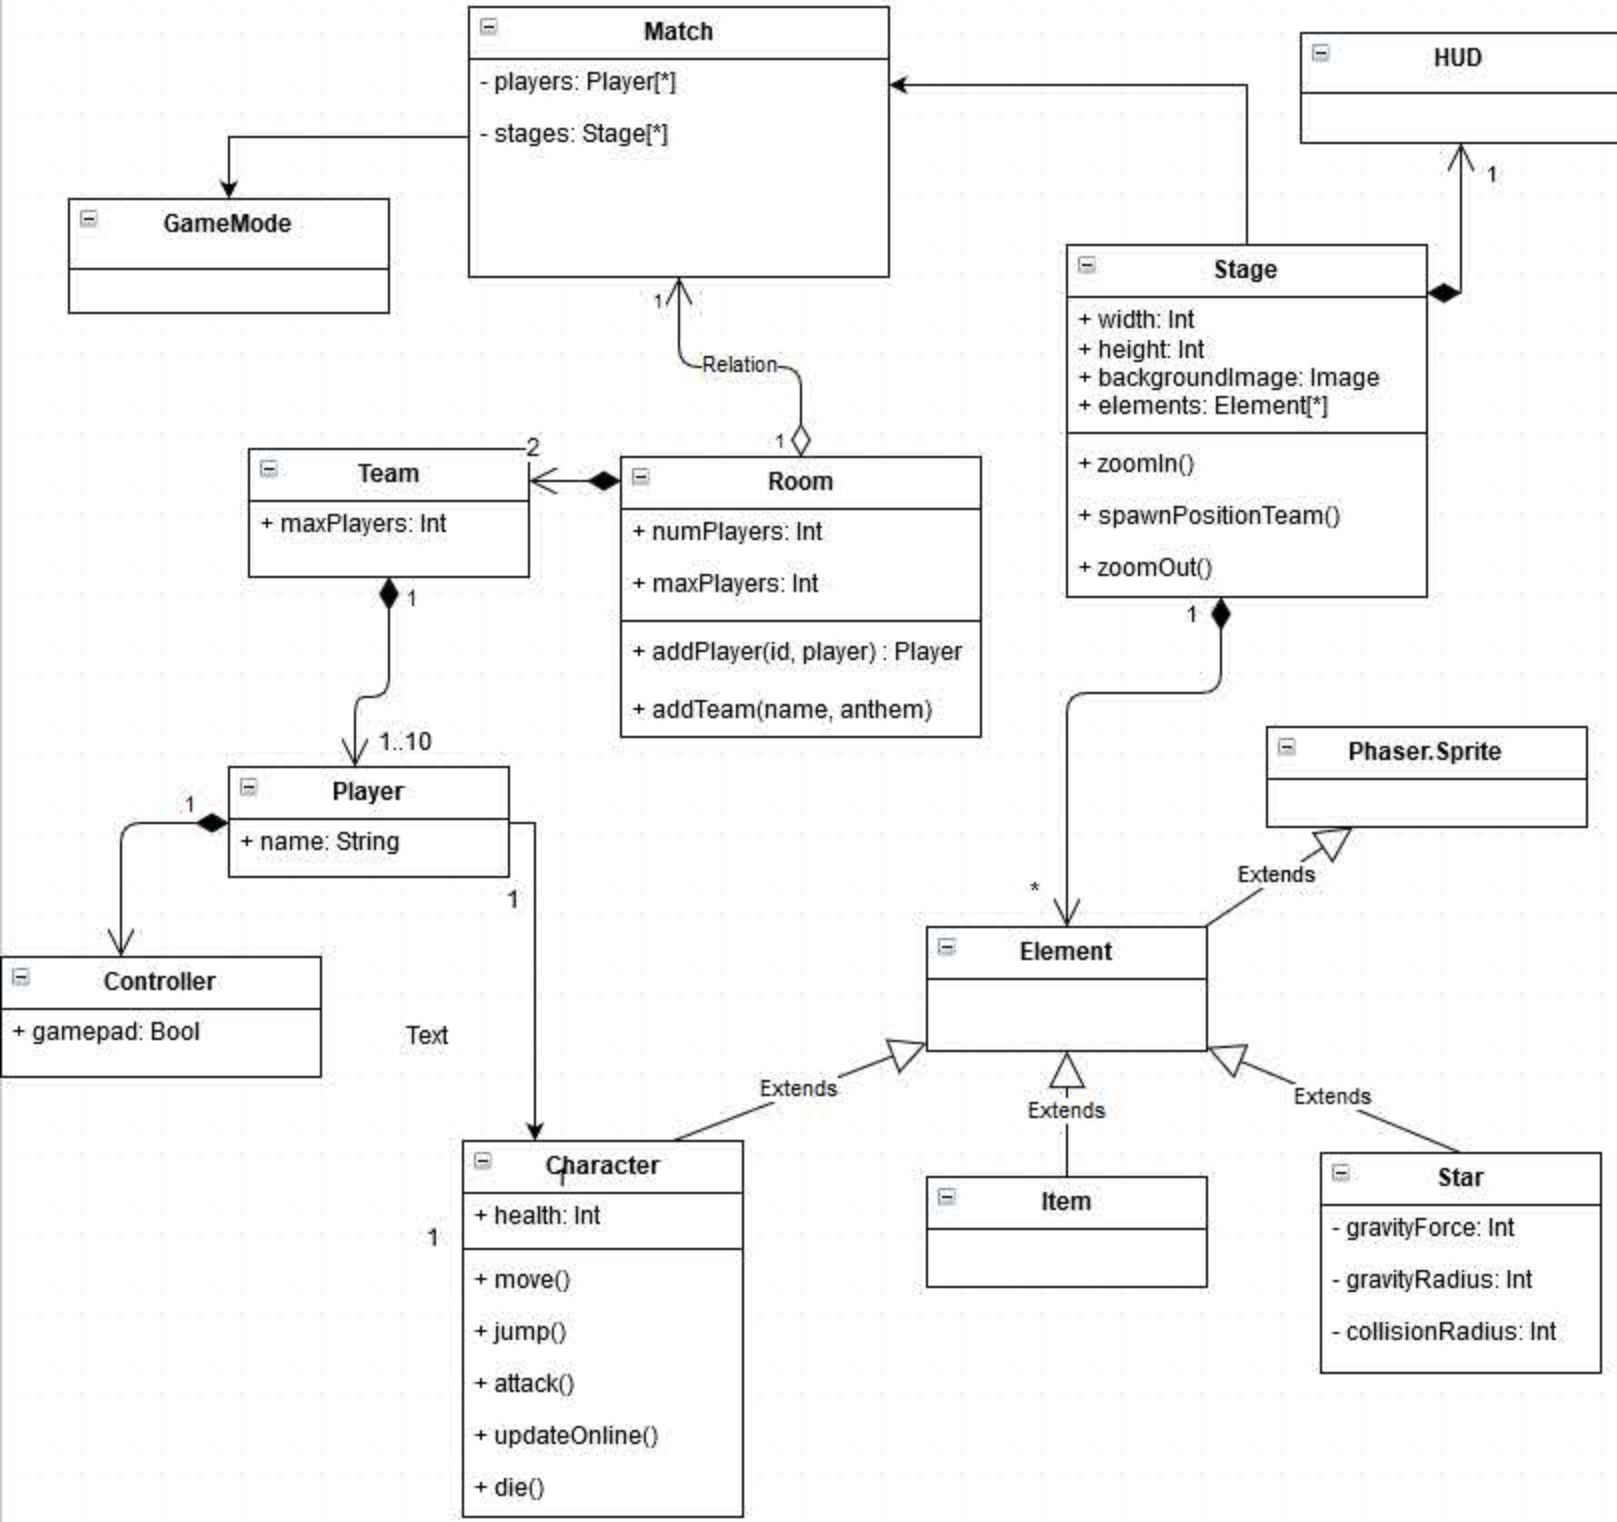 Match
- players: Player[*]
- stages: Stage[*]
HUD
1
GameMode
Stage
+ width: Int
+ height: Int
+ backgroundImage: Image
+ elements: Element[*]
+ zoomIn()
+ spawnPositionTeam()
+ zoomOut()
1
Relation
1
2
Team
+ maxPlayers: Int
Room
+ numPlayers: Int
+ maxPlayers: Int
+ addPlayer(id, player) : Player
+ addTeam(name, anthem)
1
1
1..10
Player
+ name: String
1
1
Phaser.Sprite
Extends
*
Element
Controller
+ gamepad: Bool
Text
Extends
Extends
Extends
Character
+ health: Int
1
+ move()
+ jump()
+ attack()
+ updateOnline()
+ die()
Item
Star
- gravityForce: Int
- gravityRadius: Int
- collisionRadius: Int